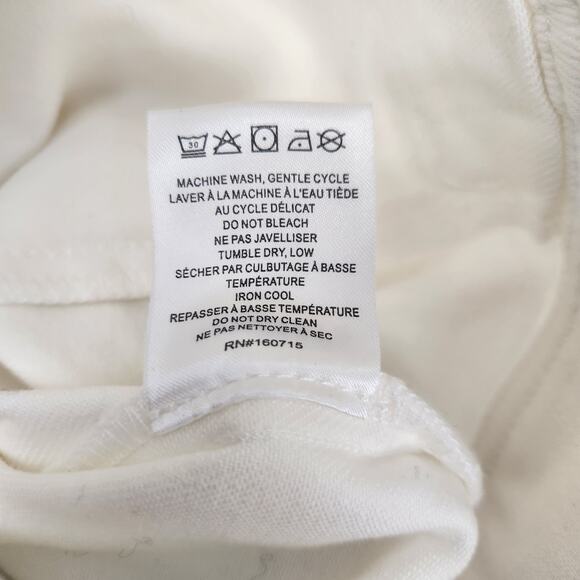 30
MACHINE WASH, GENTLE CYCLE
LAVER À LA MACHINE À L'EAU TIÈDE
AU CYCLE DÉLICAT
DO NOT BLEACH
NE PAS JAVELLISER
TUMBLE DRY, LOW
SÉCHER PAR CULBUTAGE À BASSE
TEMPÉRATURE
IRON COOL
REPASSER À BASSE TEMPÉRATURE
DO NOT DRY CLEAN
NE PAS NETTOYER À SEC
RN#160715